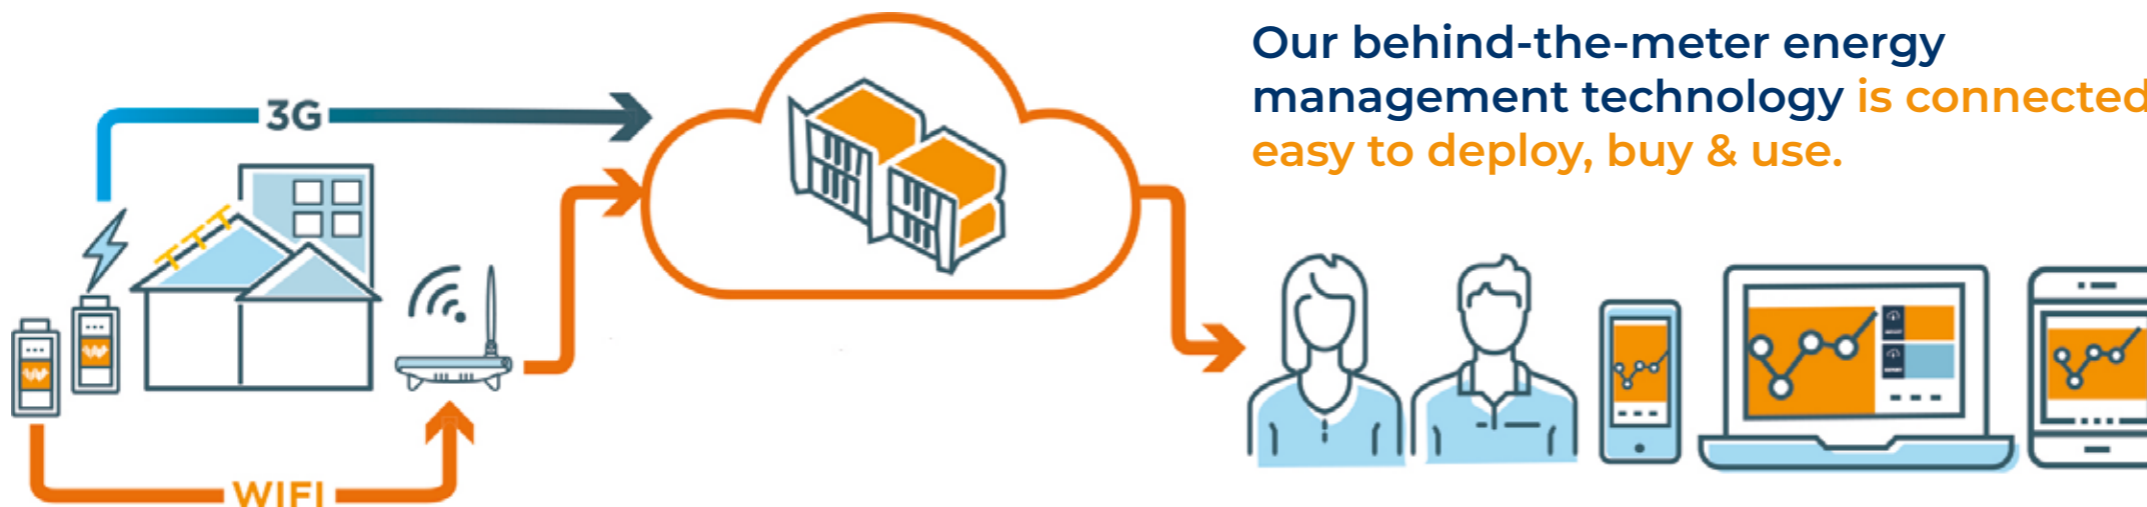 Our behind-the-meter energy
management technology is connected
easy to deploy, buy & use.
3G
WIFI